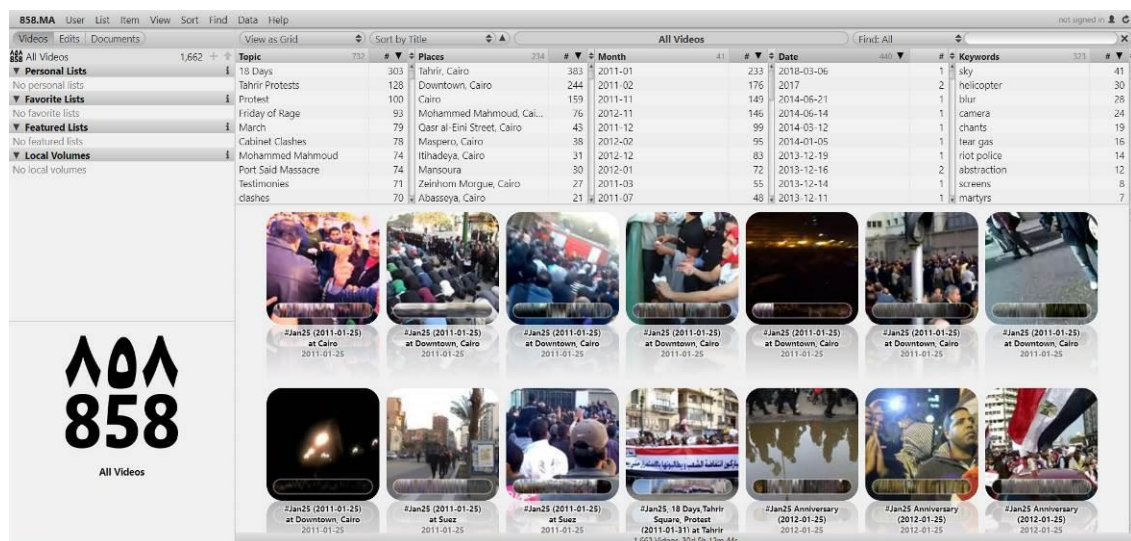 858.MA User List Item View Sort Find Data Help not signed in
Videos Edits Documents View as Grid Sort by Title All Videos Find: All
All Videos 1,662
Personal Lists
No personal lists
Favorite Lists
No favorite lists
Featured Lists
No featured lists
Local Volumes
No local volumes
Topic 732 #
18 Days 303
Tahrir Protests 128
Protest 100
Friday of Rage 93
March 79
Cabinet Clashes 78
Mohammed Mahmoud 74
Port Said Massacre 74
Testimonies 71
clashes 70
Places 234 #
Tahrir, Cairo 383
Downtown, Cairo 244
Cairo 159
Mohammed Mahmoud, Cai... 76
Qasr al-Eini Street, Cairo 43
Maspero, Cairo 38
Itihadeya, Cairo 31
Mansoura 30
Zeinhom Morgue, Cairo 27
Abasseya, Cairo 21
Month 41 #
2011-01 233
2011-02 176
2011-11 149
2012-11 146
2011-12 99
2012-02 95
2012-12 83
2012-01 72
2011-03 55
2011-07 48
Date 440 #
2018-03-06 1
2017 2
2014-06-21 1
2014-06-14 1
2014-03-12 1
2014-01-05 1
2013-12-19 1
2013-12-16 2
2013-12-14 1
2013-12-11 1
Keywords 323 #
sky 41
helicopter 30
blur 28
camera 24
chants 19
tear gas 16
riot police 14
abstraction 12
screens 8
martyrs 7
#Jan25 (2011-01-25)
at Cairo
2011-01-25
#Jan25 (2011-01-25)
at Downtown, Cairo
2011-01-25
#Jan25 (2011-01-25)
at Downtown, Cairo
2011-01-25
#Jan25 (2011-01-25)
at Downtown, Cairo
2011-01-25
#Jan25 (2011-01-25)
at Downtown, Cairo
2011-01-25
#Jan25 (2011-01-25)
at Downtown, Cairo
2011-01-25
#Jan25 (2011-01-25)
at Downtown, Cairo
2011-01-25
٨٥٨
858
All Videos
#Jan25 (2011-01-25)
at Downtown, Cairo
2011-01-25
#Jan25 (2011-01-25)
at Suez
2011-01-25
#Jan25 (2011-01-25)
at Suez
2011-01-25
#Jan25, 18 Days,Tahrir
Square, Protest
(2011-01-31) at Tahrir
#Jan25 Anniversary
(2012-01-25)
2012-01-25
#Jan25 Anniversary
(2012-01-25)
2012-01-25
#Jan25 Anniversary
(2012-01-25)
2012-01-25